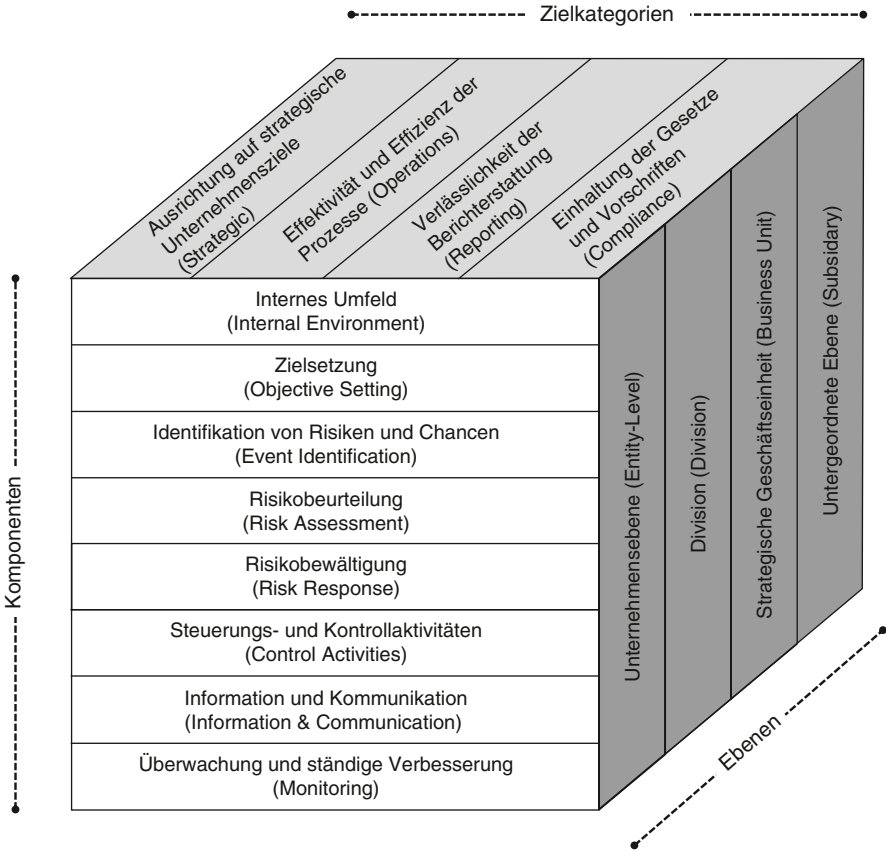 Zielkategorien
Ausrichtung auf strategische
Unternehmensziele
(Strategic)
Effektivität und Effizienz der
Prozesse (Operations)
Verlässlichkeit der
Berichterstattung
(Reporting)
Einhaltung der Gesetze
und Vorschriften
(Compliance)
Komponenten
Internes Umfeld
(Internal Environment)
Zielsetzung
(Objective Setting)
Identifikation von Risiken und Chancen
(Event Identification)
Risikobeurteilung
(Risk Assessment)
Risikobewältigung
(Risk Response)
Steuerungs- und Kontrollaktivitäten
(Control Activities)
Information und Kommunikation
(Information & Communication)
Überwachung und ständige Verbesserung
(Monitoring)
Unternehmensebene (Entity-Level)
Division (Division)
Strategische Geschäftseinheit (Business Unit)
Untergeordnete Ebene (Subsidary)
Ebenen